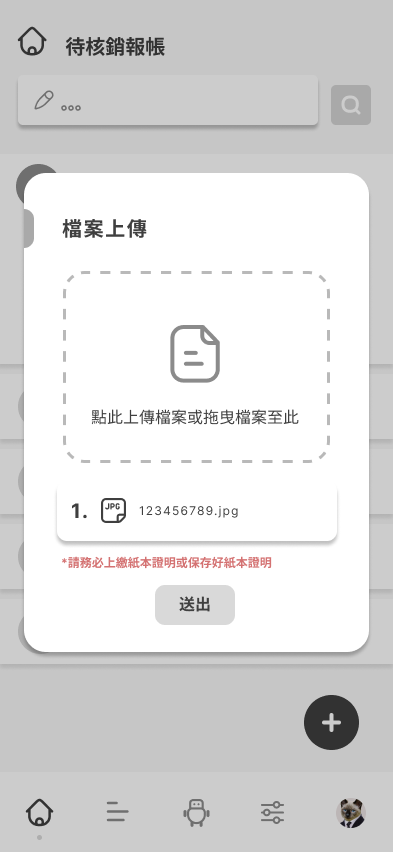 待核銷報帳
檔案上傳
點此上傳檔案或拖曳檔案至此
1. JPG 123456789.jpg
*請務必上繳紙本證明或保存好紙本證明
送出